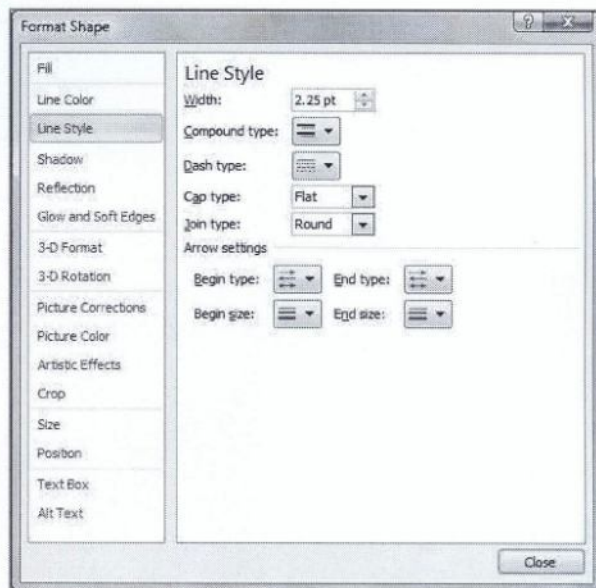 Format Shape
Fill
Line Color
Line Style
Shadow
Reflection
Glow and Soft Edges
3-D Format
3-D Rotation
Picture Corrections
Picture Color
Artistic Effects
Crop
Size
Position
Text Box
Alt Text
Line Style
Width: 2.25 pt
Compound type:
Dash type:
Cap type: Flat
Join type: Round
Arrow settings
Begin type: End type:
Begin size: End size:
Close